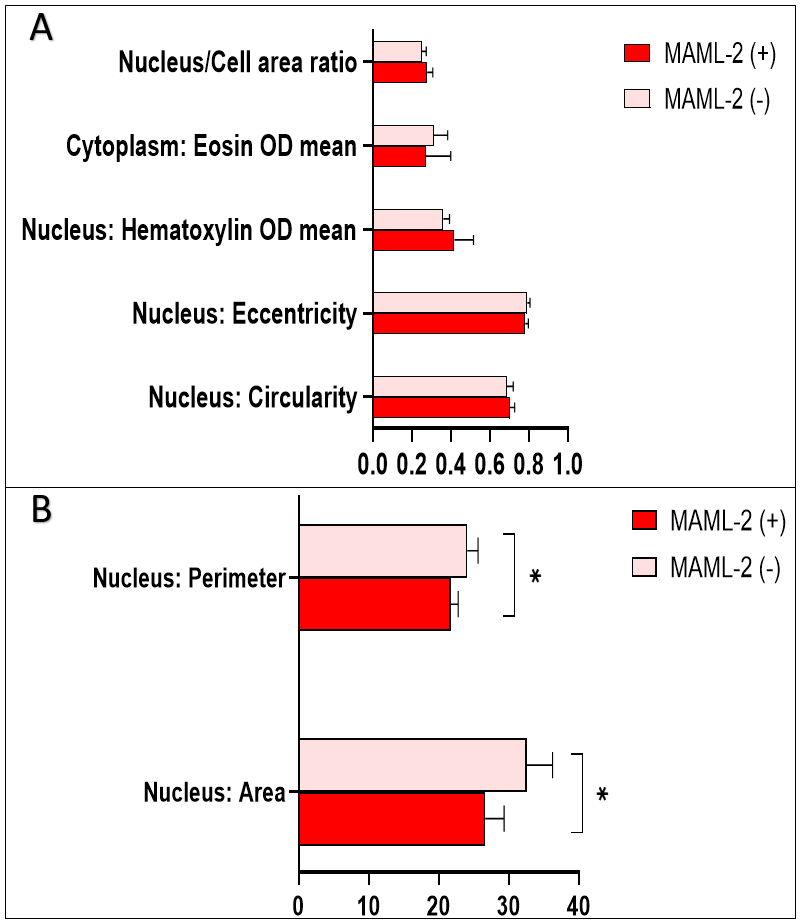 A
Nucleus/Cell area ratio
Cytoplasm: Eosin OD mean
Nucleus: Hematoxylin OD mean
Nucleus: Eccentricity
Nucleus: Circularity
0.0 0.2 0.4 0.6 0.8 1.0
MAML-2 (+)
MAML-2 (-)
B
Nucleus: Perimeter
*
Nucleus: Area
*
0 10 20 30 40
MAML-2 (+)
MAML-2 (-)